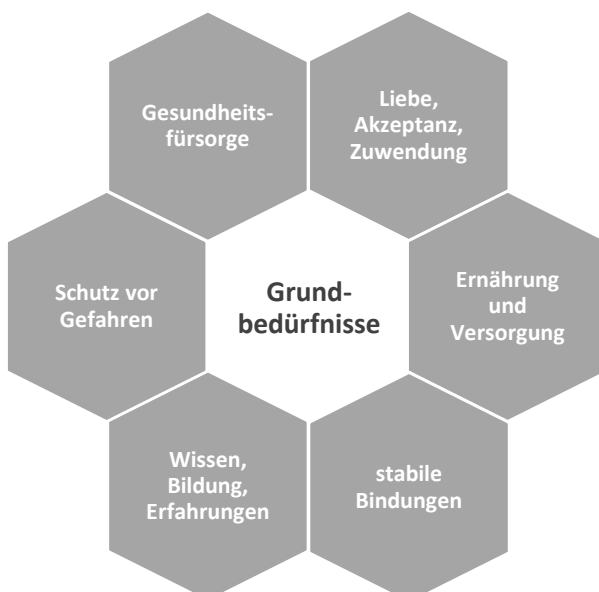 Gesundheits-
fürsorge
Liebe,
Akzeptanz,
Zuwendung
Schutz vor
Gefahren
Grund-
bedürfnisse
Ernährung
und
Versorgung
Wissen,
Bildung,
Erfahrungen
stabile
Bindungen